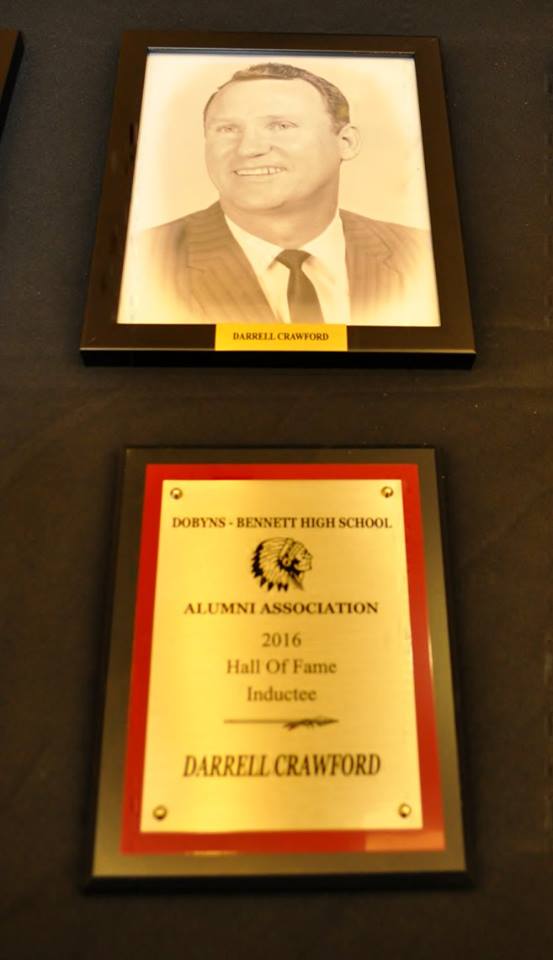 DARRELL CRAWFORD
DOBYNS - BENNETT HIGH SCHOOL
ALUMNI ASSOCIATION
2016
Hall Of Fame
Inductee
DARRELL CRAWFORD